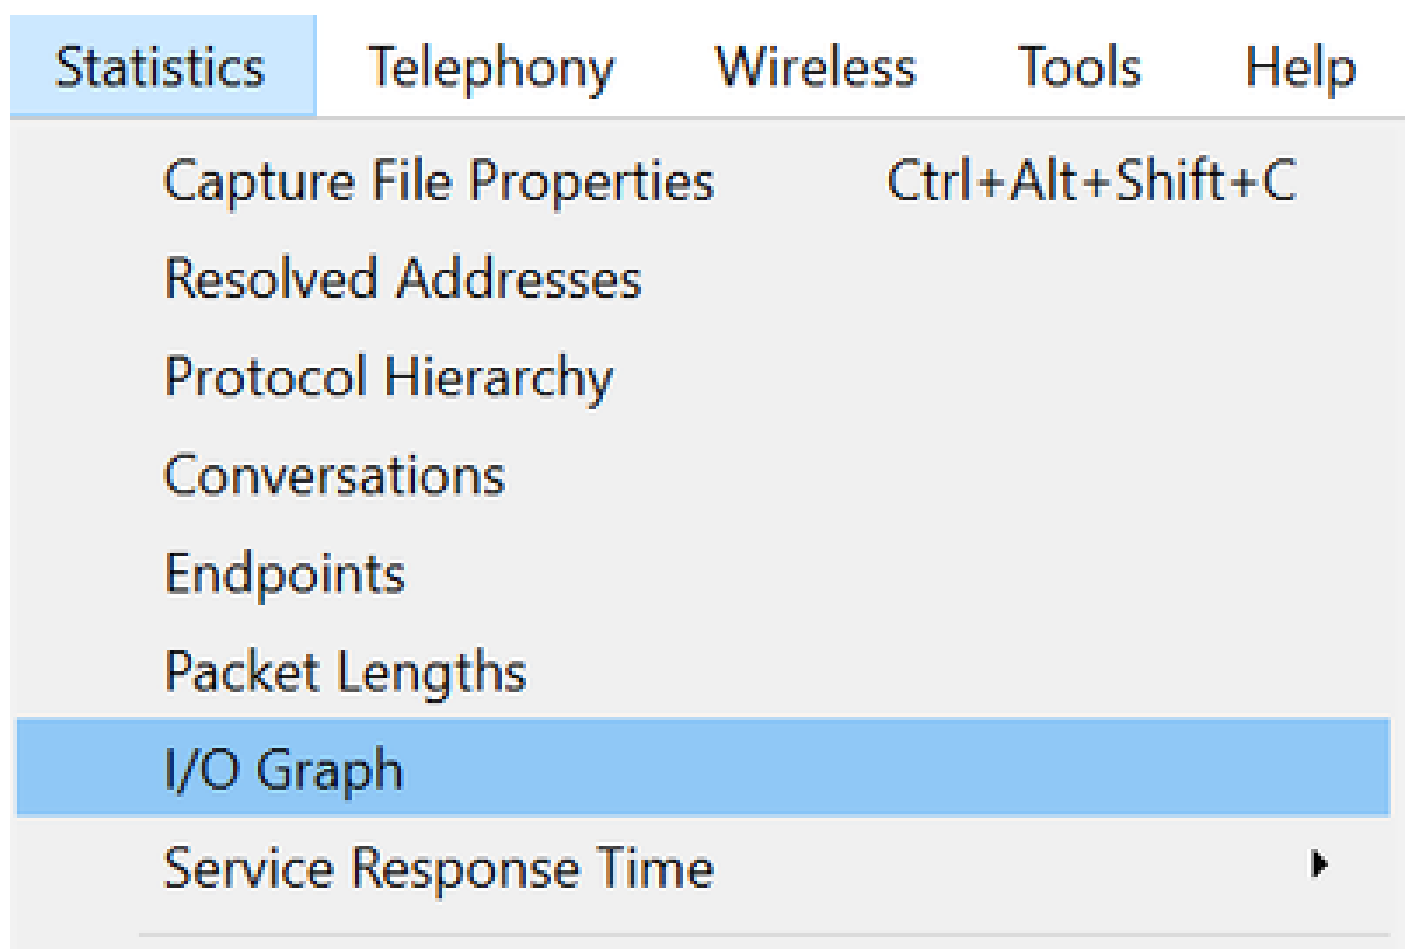 Statistics Telephony Wireless Tools Help
Capture File Properties Ctrl+Alt+Shift+C
Resolved Addresses
Protocol Hierarchy
Conversations
Endpoints
Packet Lengths
I/O Graph
Service Response Time